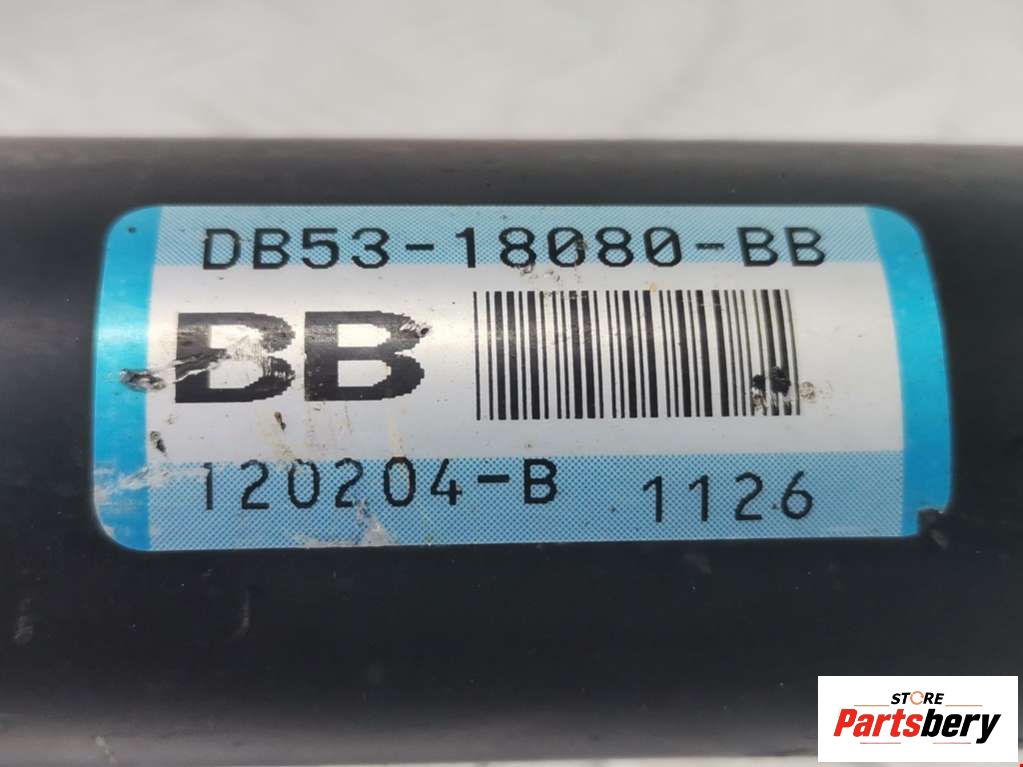 DB53-18080-BB
BB
120204-B 1126
STORE
Partsbery